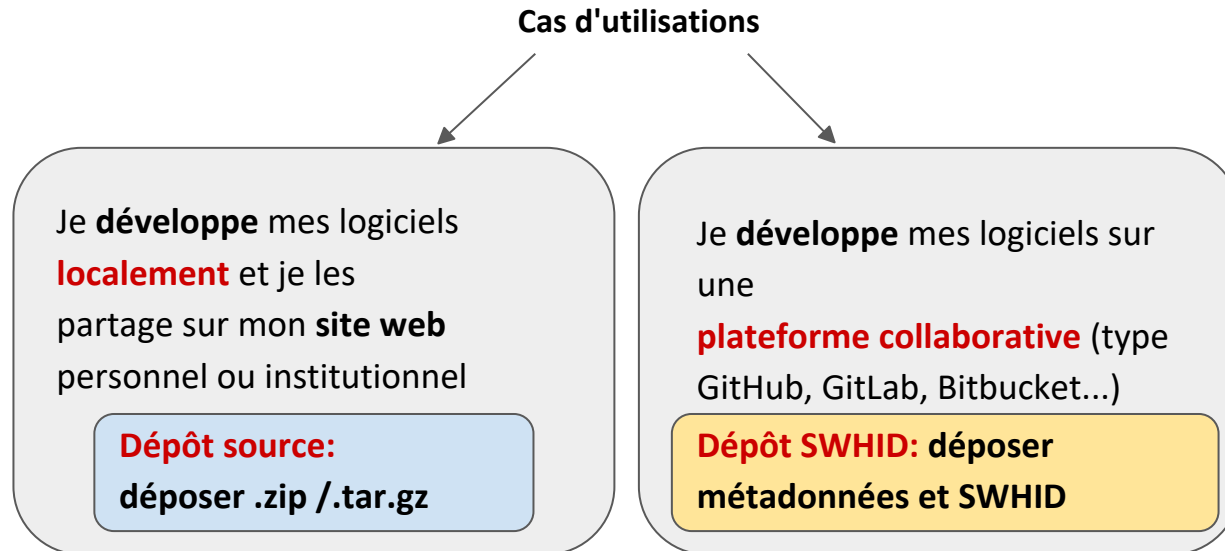 Cas d'utilisations
Je développe mes logiciels
localement et je les
partage sur mon site web
personnel ou institutionnel
Dépôt source:
déposer .zip /.tar.gz
Je développe mes logiciels sur
une
plateforme collaborative (type
GitHub, GitLab, Bitbucket...)
Dépôt SWHID: déposer
métadonnées et SWHID